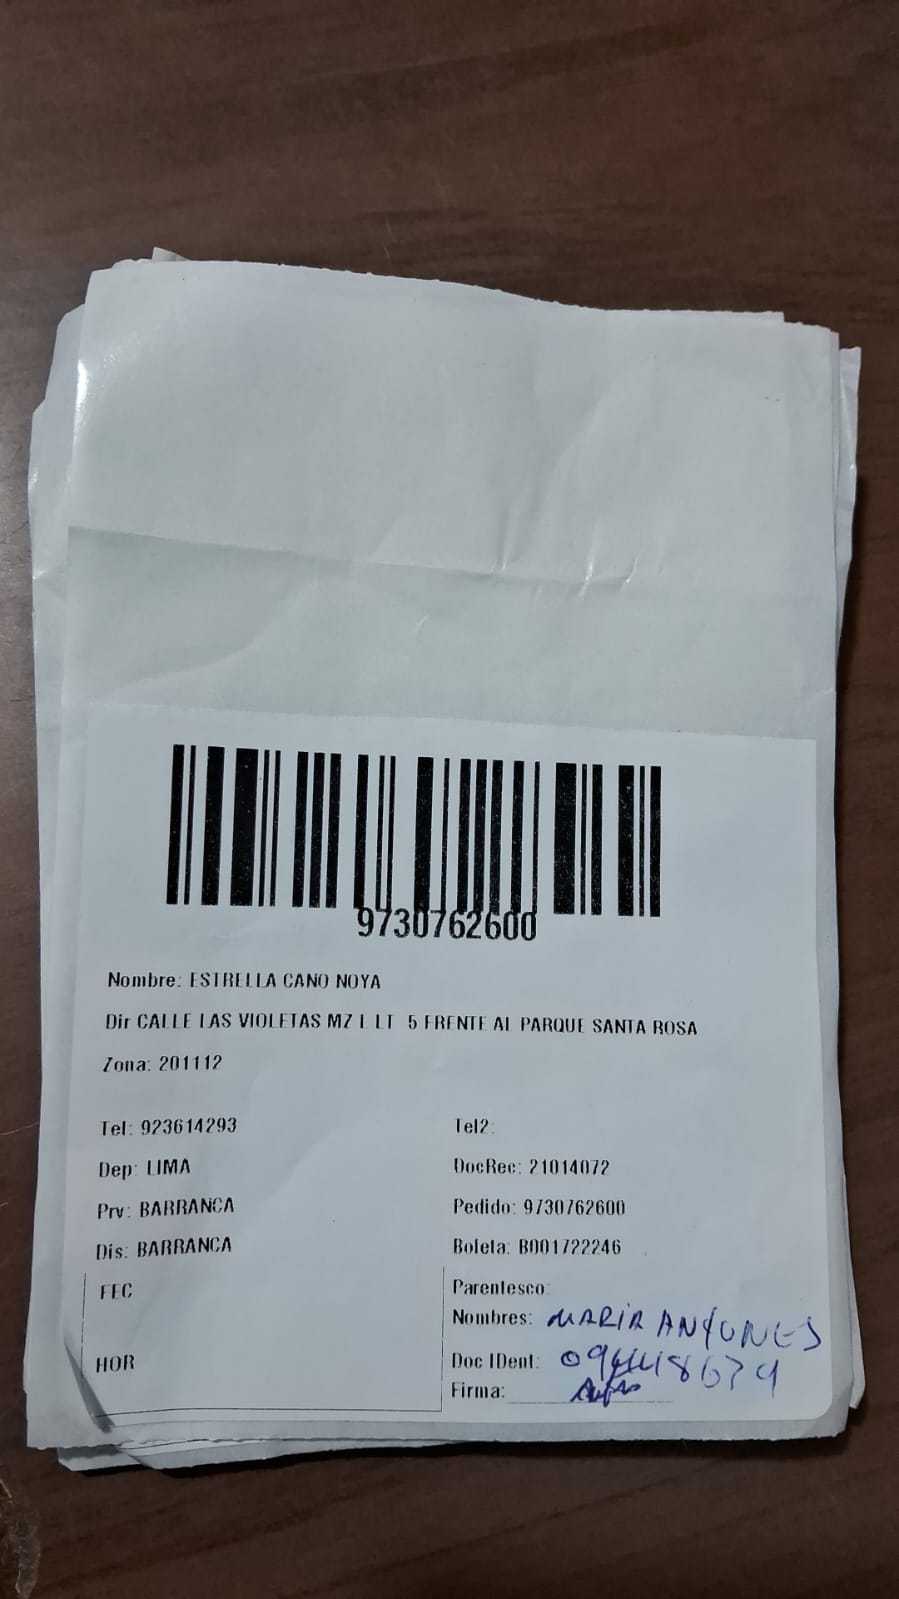 9730762600
Nombre: ESTRELLA CANO NOYA
Dir CALLE LAS VIOLETAS MZ L LT 5 FRENTE AL PARQUE SANTA ROSA
Zona: 201112
Tel: 923614293
Tel2:
Dep: LIMA
DocRec: 21014072
Prv: BARRANCA
Pedido: 9730762600
Dis: BARRANCA
Boleta: B001722246
FEC
Parentesco:
Nombres: MARIA
HOR
Doc IDent:
Firma: